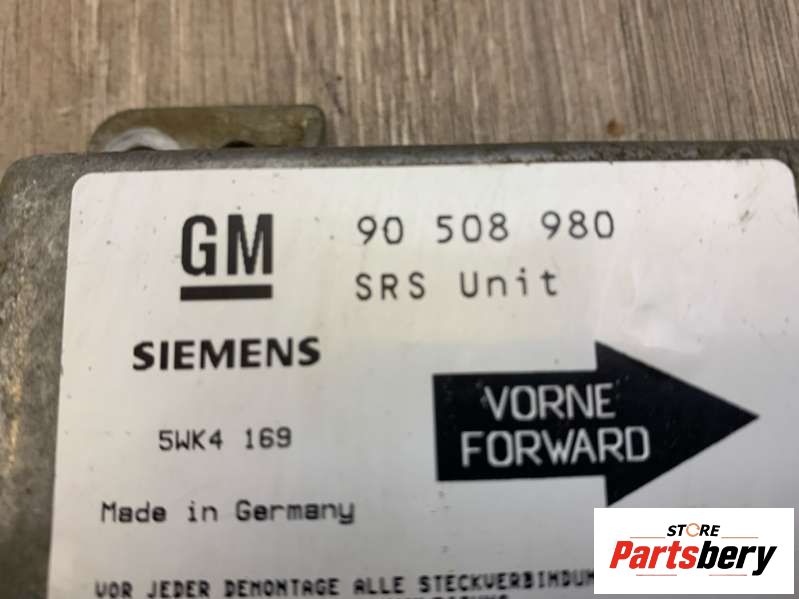 GM 90 508 980
SRS Unit
SIEMENS
VORNE
FORWARD
5WK4 169
Made in Germany
VOR JEDER DEMONTAGE ALLE
STORE
Partsbery